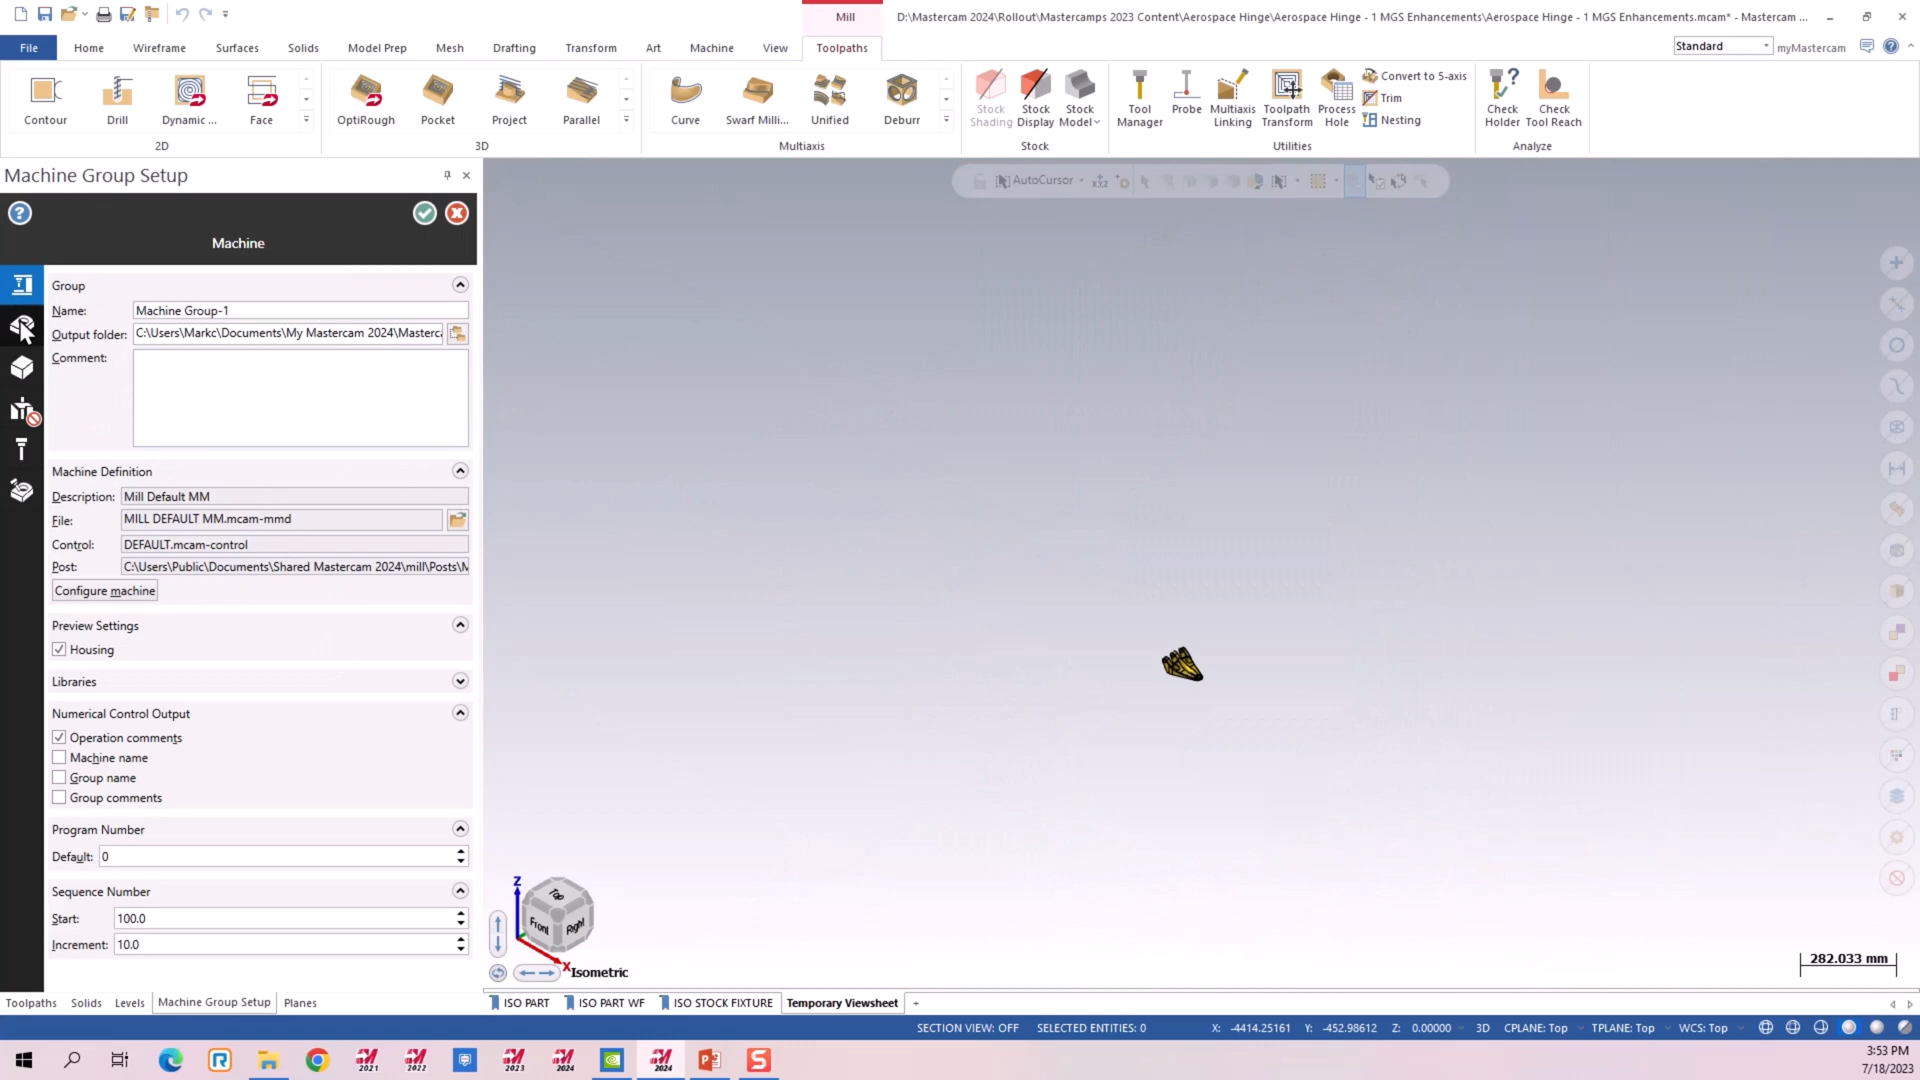 Mill
D:\Mastercam 2024\Rollout\Mastercamps 2023 Content\Aerospace Hinge\Aerospace Hinge - 1 MGS Enhancements\Aerospace Hinge - 1 MGS Enhancements.mcam* - Mastercam ...
File Home Wireframe Surfaces Solids Model Prep Mesh Drafting Transform Art Machine View Toolpaths
Standard myMastercam
Contour Drill Dynamic ... Face
2D
OptiRough Pocket Project Parallel
3D
Curve Swarf Milli... Unified Deburr
Multiaxis
Stock Shading
Stock Display
Stock Model
Stock
Tool Manager
Probe
Multiaxis Linking
Toolpath Transform
Process Hole
Convert to 5-axis
Trim
Nesting
Utilities
Check Holder
Check Tool Reach
Analyze
Machine Group Setup
Machine
Group
Name: Machine Group-1
Output folder: C:\Users\Markc\Documents\My Mastercam 2024\Masterca
Comment:
Machine Definition
Description: Mill Default MM
File: MILL DEFAULT MM.mcam-mmd
Control: DEFAULT.mcam-control
Post: C:\Users\Public\Documents\Shared Mastercam 2024\mill\Posts\M
Configure machine
Preview Settings
Housing
Libraries
Numerical Control Output
Operation comments
Machine name
Group name
Group comments
Program Number
Default: 0
Sequence Number
Start: 100.0
Increment: 10.0
AutoCursor
Z
Top
Front
Right
X
Isometric
282.033 mm
Toolpaths Solids Levels Machine Group Setup Planes
ISO PART ISO PART WF ISO STOCK FIXTURE Temporary Viewsheet +
SECTION VIEW: OFF SELECTED ENTITIES: 0 X: -4414.25161 Y: -452.98612 Z: 0.00000 3D CPLANE: Top TPLANE: Top WCS: Top
2021 2022 2023 2024 2024
3:53 PM
7/18/2023